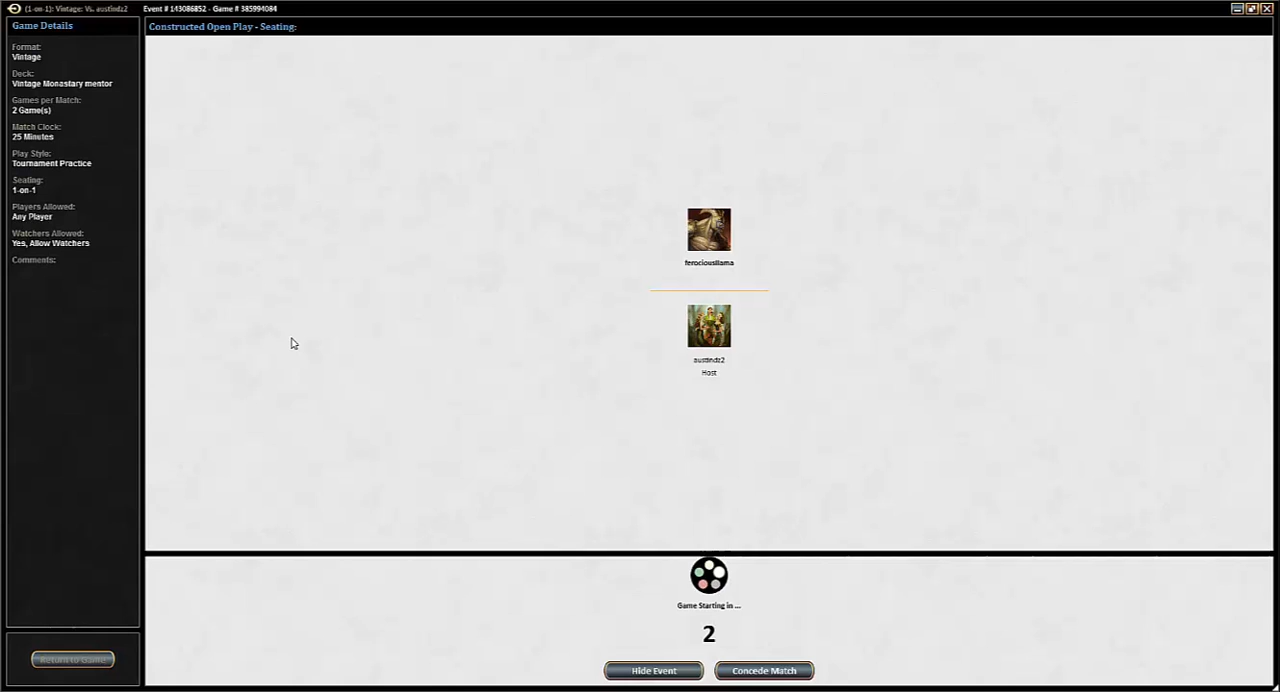 (1-on-1): Vintage: Vs. austindz2
Event # 143086852 - Game # 385994084
Game Details
Constructed Open Play - Seating:
Format:
Vintage
Deck:
Vintage Monastary mentor
Games per Match:
2 Game(s)
Match Clock:
25 Minutes
Play Style:
Tournament Practice
Seating:
1-on-1
Players Allowed:
Any Player
Watchers Allowed:
Yes, Allow Watchers
Comments:
ferociousllama
austindz2
Host
Game Starting in ...
2
Return to Game
Hide Event
Concede Match